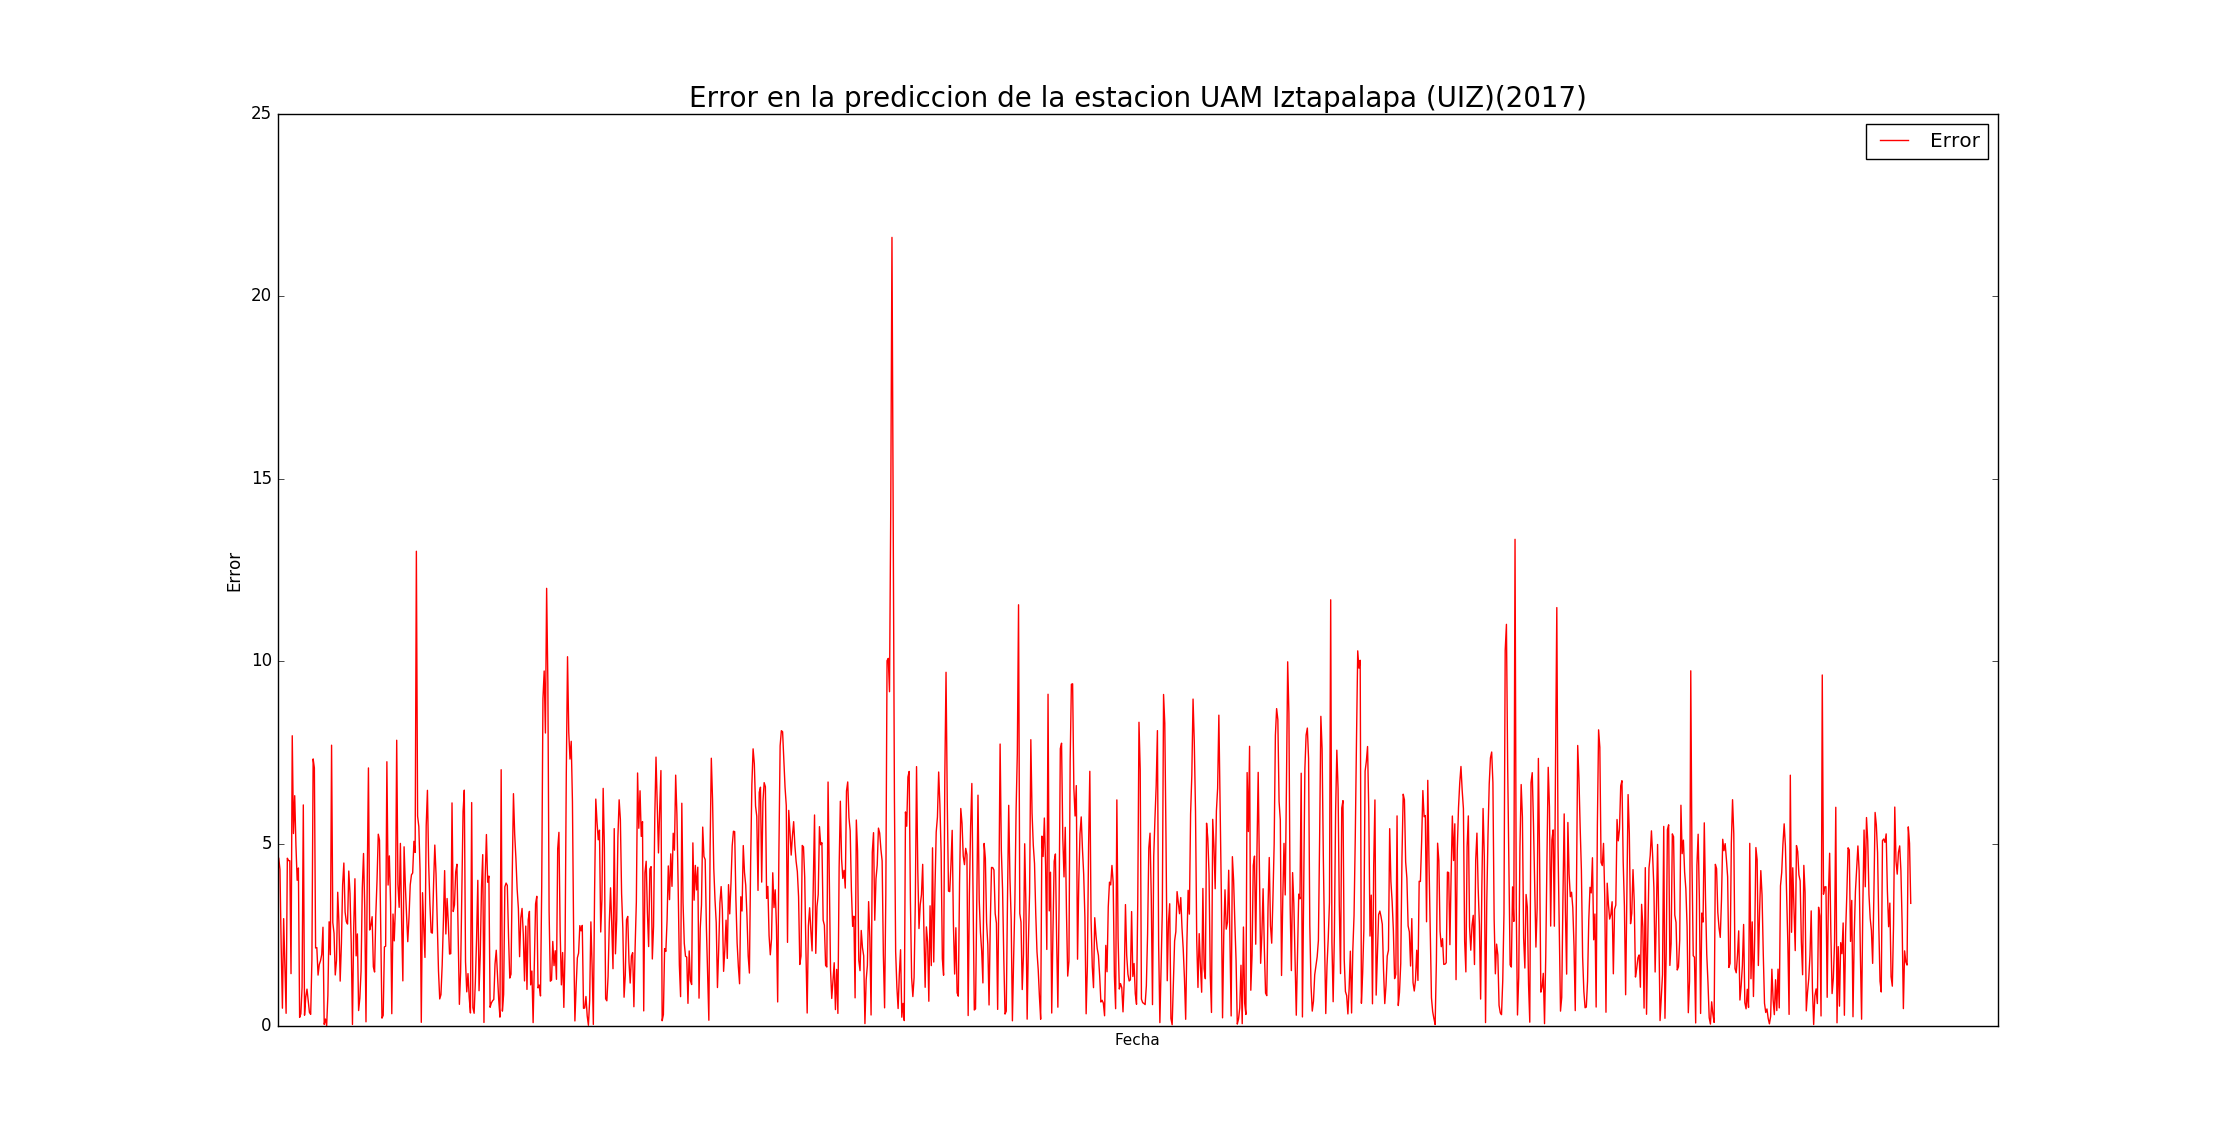 Error en la prediccion de la estacion UAM Iztapalapa (UIZ)(2017)
25
Error
20
15
10
Error
5
0
Fecha